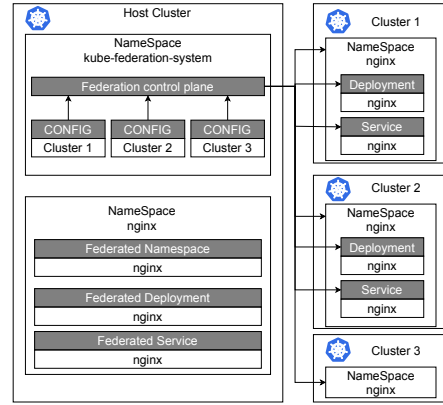 Host Cluster
NameSpace
kube-federation-system
Federation control plane
CONFIG
Cluster 1
CONFIG
Cluster 2
CONFIG
Cluster 3
NameSpace
nginx
Federated Namespace
nginx
Federated Deployment
nginx
Federated Service
nginx
Cluster 1
NameSpace
nginx
Deployment
nginx
Service
nginx
Cluster 2
NameSpace
nginx
Deployment
nginx
Service
nginx
Cluster 3
NameSpace
nginx